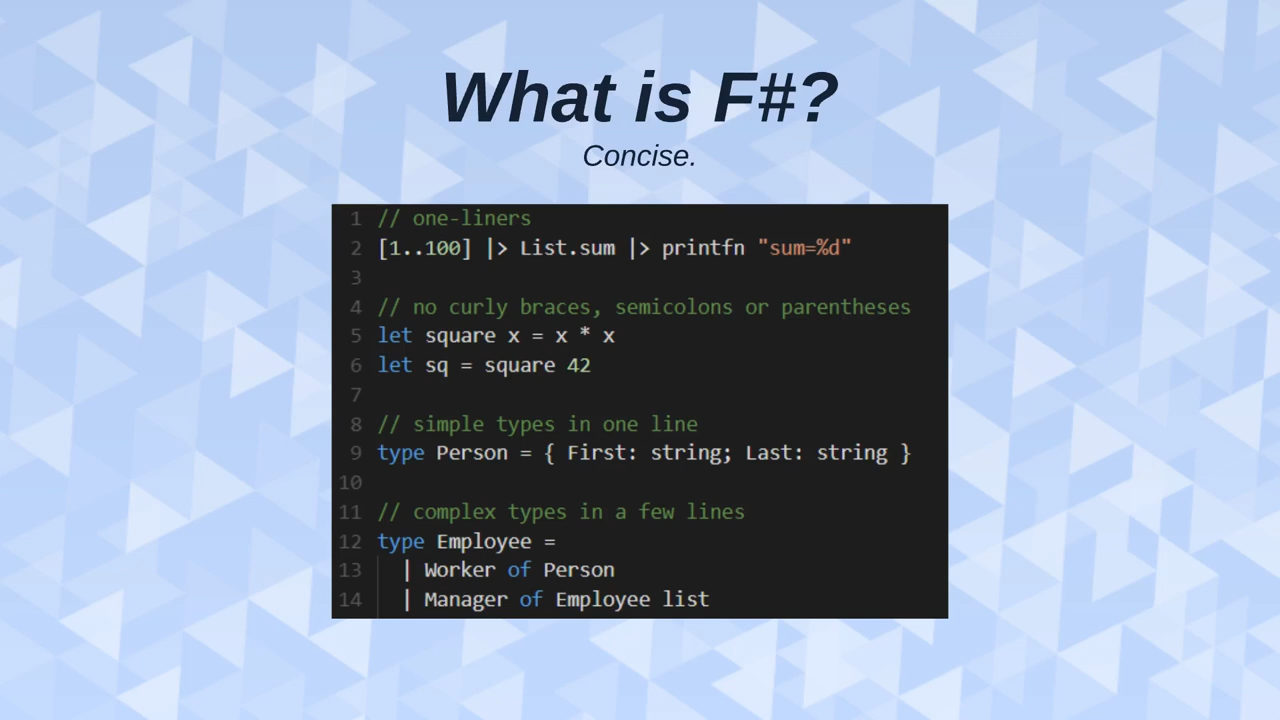 What is F#?
Concise.
1 // one-liners
2 [1..100] |> List.sum |> printfn "sum=%d"
3
4 // no curly braces, semicolons or parentheses
5 let square x = x * x
6 let sq = square 42
7
8 // simple types in one line
9 type Person = { First: string; Last: string }
10
11 // complex types in a few lines
12 type Employee =
13 | Worker of Person
14 | Manager of Employee list